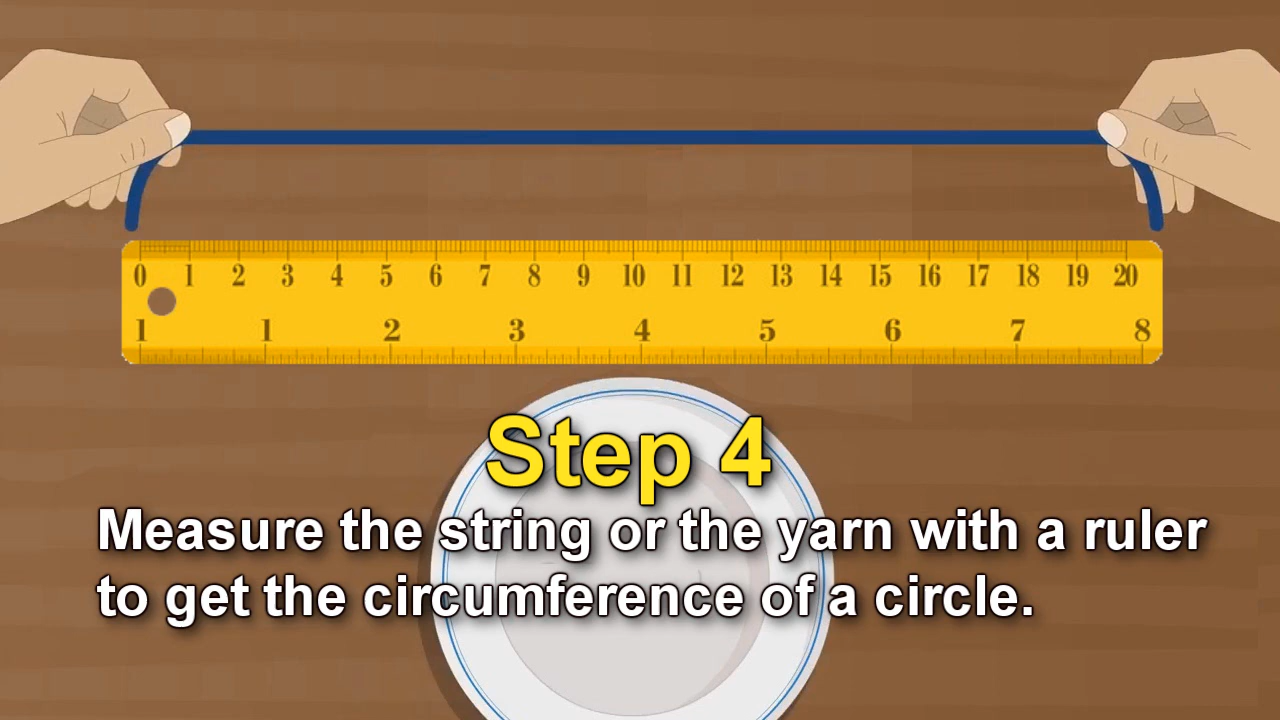 0 1 2 3 4 5 6 7 8 9 10 11 12 13 14 15 16 17 18 19 20
1 1 2 3 4 5 6 7 8
Step 4
Measure the string or the yarn with a ruler
to get the circumference of a circle.